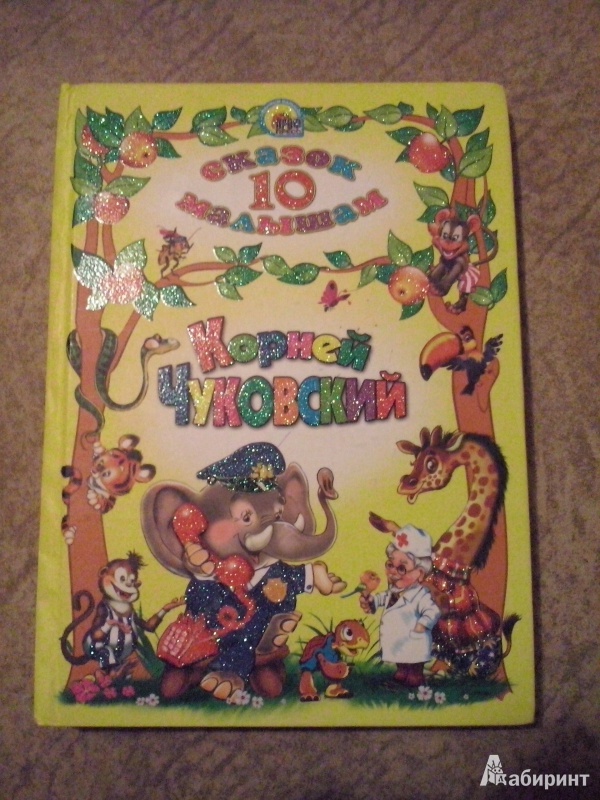 сказок
10
малышам
Корней
Чуковский
Лабиринт